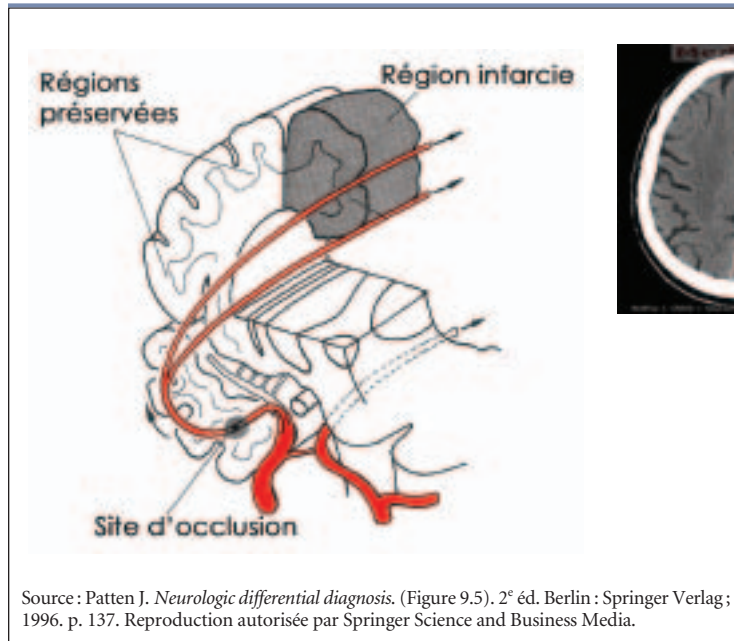 Régions
préservées
Région infarcie
Site d'occlusion
Source : Patten J. Neurologic differential diagnosis. (Figure 9.5). 2e éd. Berlin : Springer Verlag ;
1996. p. 137. Reproduction autorisée par Springer Science and Business Media.